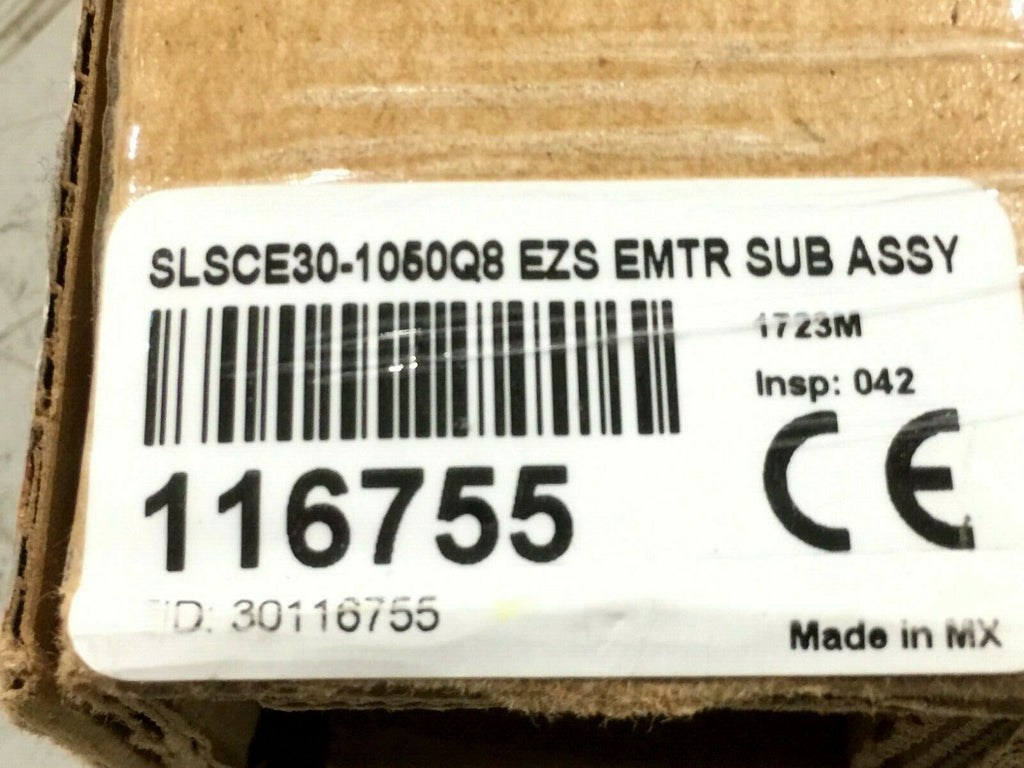 SLSCE30-1050Q8 EZS EMTR SUB ASSY
1723M
Insp: 042
CE
116755
ID: 30116755
Made in MX